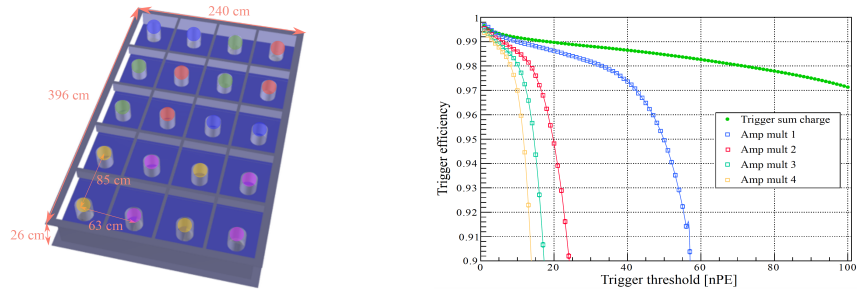 240 cm
396 cm
85 cm
63 cm
26 cm
1
0.99
0.98
0.97
0.96
0.95
0.94
0.93
0.92
0.91
0.9
Trigger efficiency
Trigger sum charge
Amp mult 1
Amp mult 2
Amp mult 3
Amp mult 4
0 20 40 60 80 100
Trigger threshold [nPE]